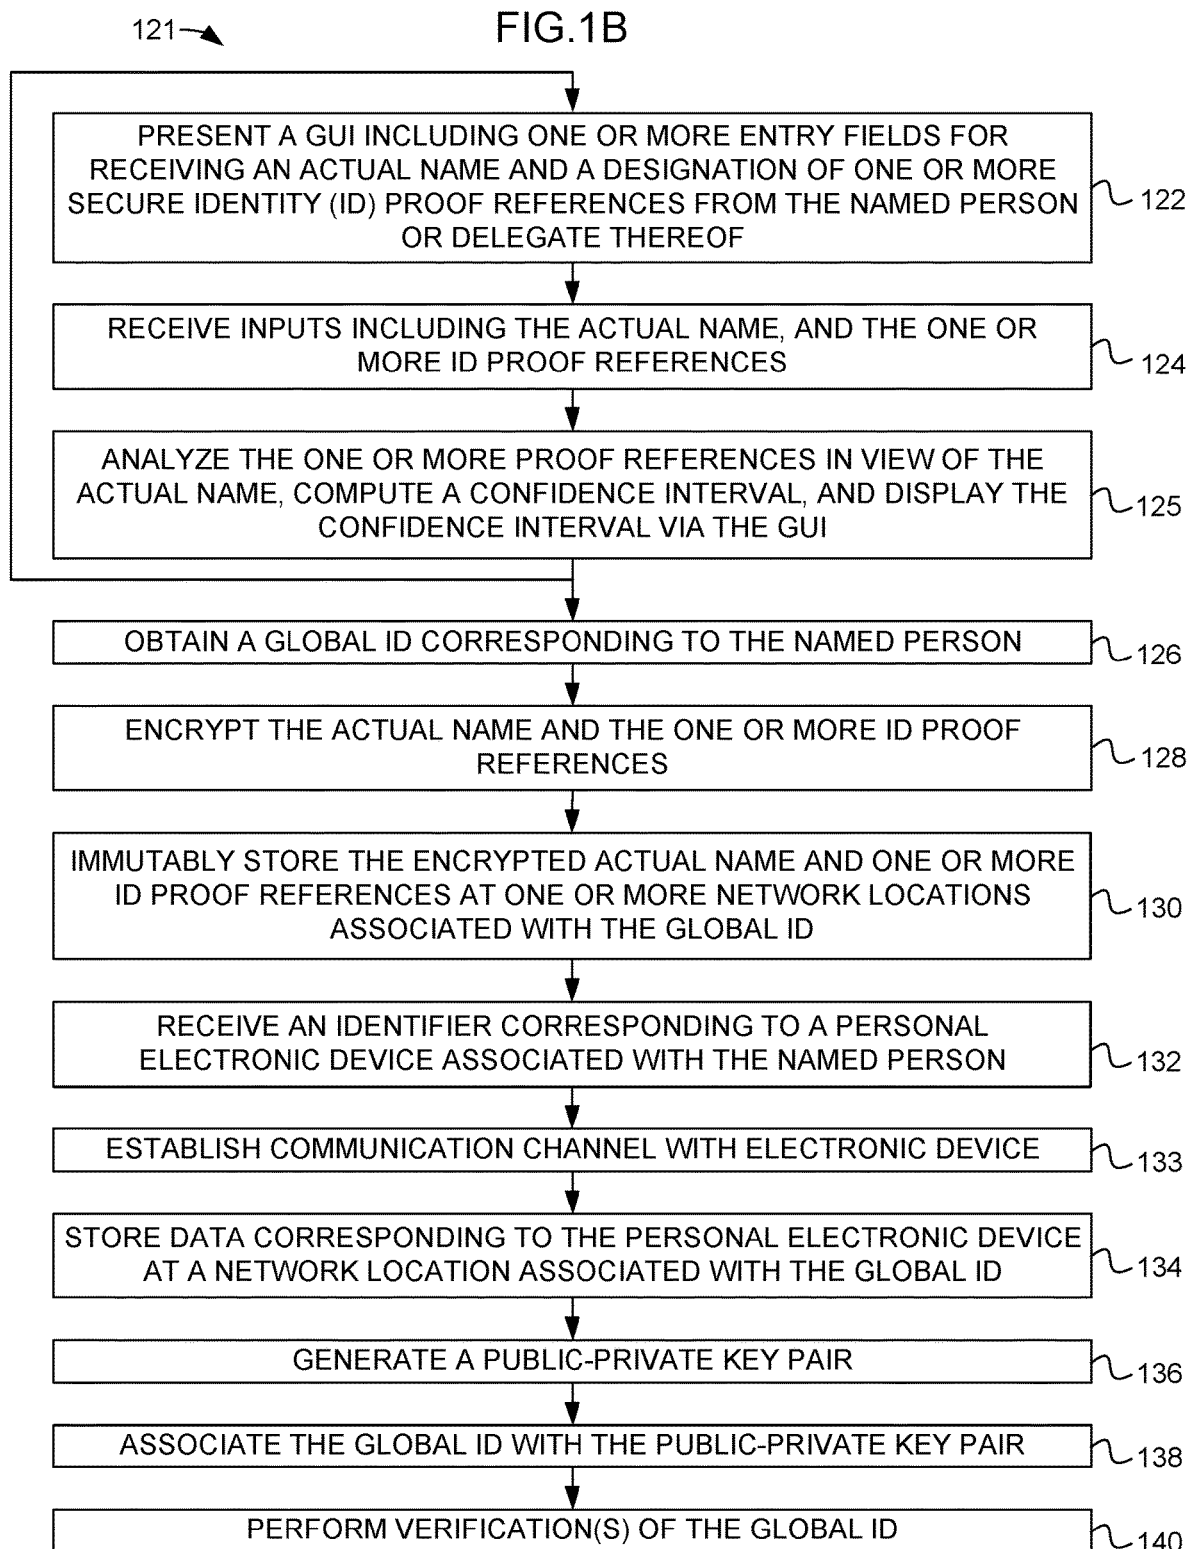 121
FIG.1B
PRESENT A GUI INCLUDING ONE OR MORE ENTRY FIELDS FOR
RECEIVING AN ACTUAL NAME AND A DESIGNATION OF ONE OR MORE
SECURE IDENTITY (ID) PROOF REFERENCES FROM THE NAMED PERSON
OR DELEGATE THEREOF
122
RECEIVE INPUTS INCLUDING THE ACTUAL NAME, AND THE ONE OR
MORE ID PROOF REFERENCES
124
ANALYZE THE ONE OR MORE PROOF REFERENCES IN VIEW OF THE
ACTUAL NAME, COMPUTE A CONFIDENCE INTERVAL, AND DISPLAY THE
CONFIDENCE INTERVAL VIA THE GUI
125
OBTAIN A GLOBAL ID CORRESPONDING TO THE NAMED PERSON
126
ENCRYPT THE ACTUAL NAME AND THE ONE OR MORE ID PROOF
REFERENCES
128
IMMUTABLY STORE THE ENCRYPTED ACTUAL NAME AND ONE OR MORE
ID PROOF REFERENCES AT ONE OR MORE NETWORK LOCATIONS
ASSOCIATED WITH THE GLOBAL ID
130
RECEIVE AN IDENTIFIER CORRESPONDING TO A PERSONAL
ELECTRONIC DEVICE ASSOCIATED WITH THE NAMED PERSON
132
ESTABLISH COMMUNICATION CHANNEL WITH ELECTRONIC DEVICE
133
STORE DATA CORRESPONDING TO THE PERSONAL ELECTRONIC DEVICE
AT A NETWORK LOCATION ASSOCIATED WITH THE GLOBAL ID
134
GENERATE A PUBLIC-PRIVATE KEY PAIR
136
ASSOCIATE THE GLOBAL ID WITH THE PUBLIC-PRIVATE KEY PAIR
138
PERFORM VERIFICATION(S) OF THE GLOBAL ID
140